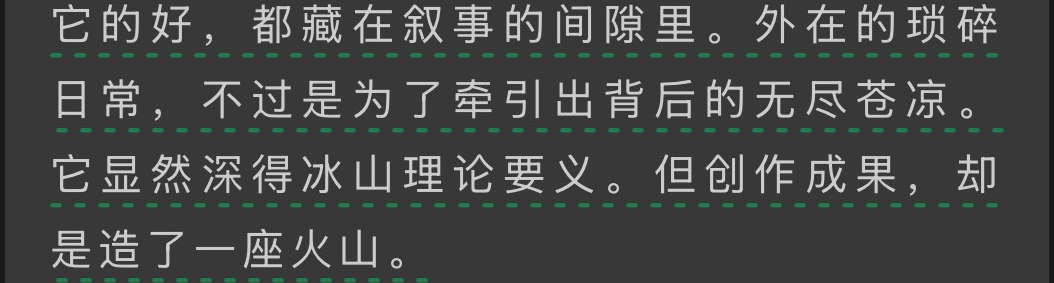 它的好，都藏在叙事的间隙里。外在的琐碎
日常，不过是为了牵引出背后的无尽苍凉。
它显然深得冰山理论要义。但创作成果，却
是造了一座火山。